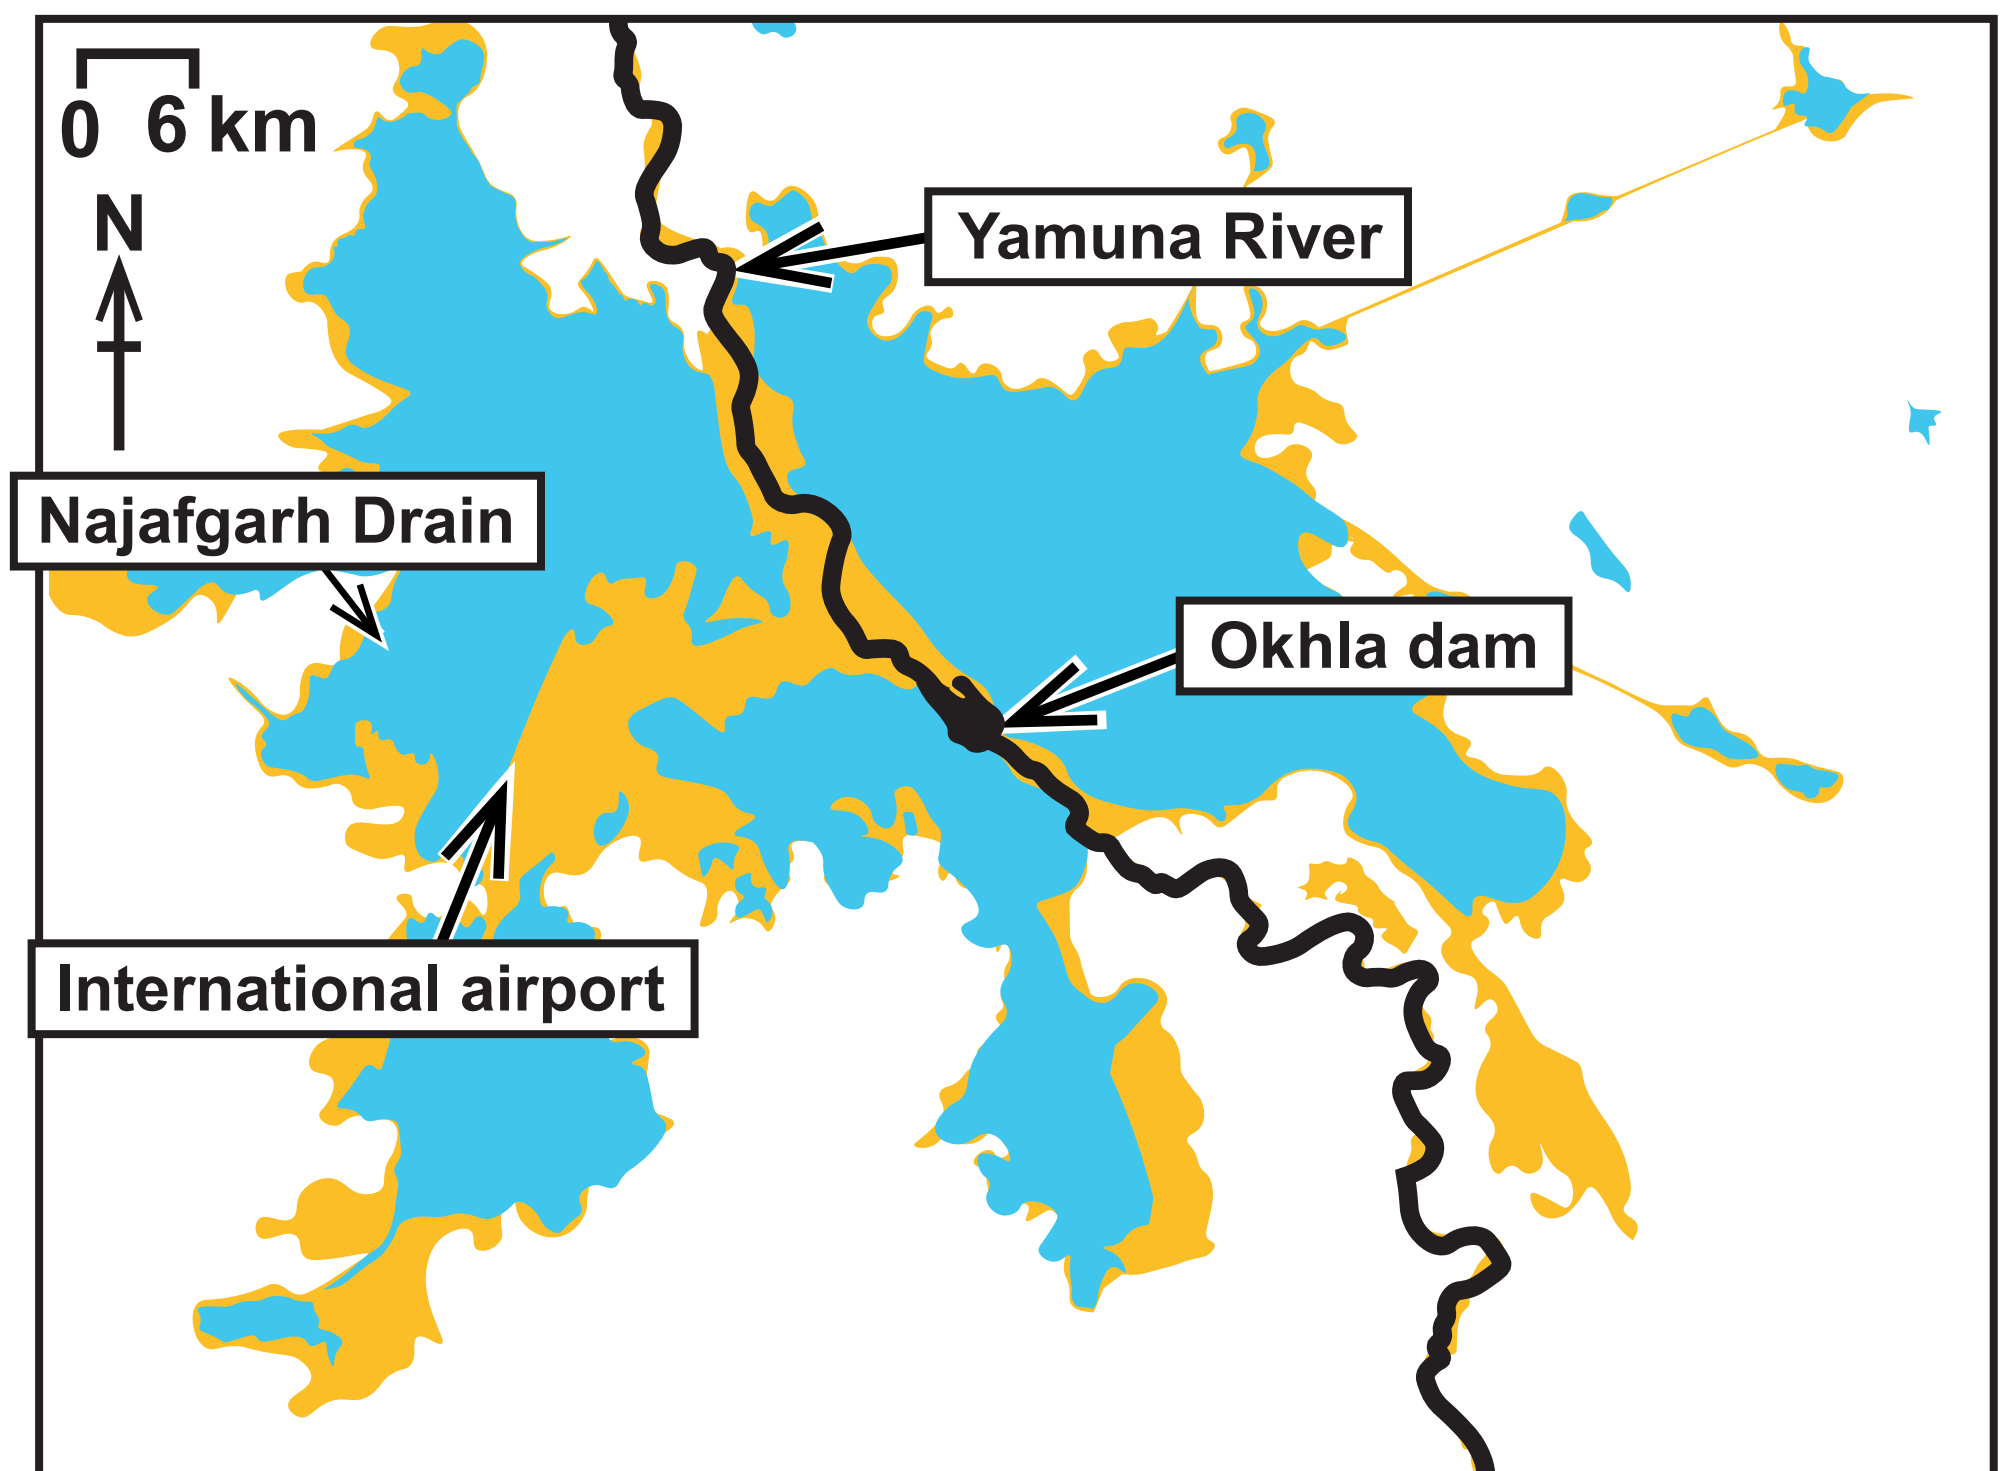 0 6 km
N
Yamuna River
Najafgarh Drain
Okhla dam
International airport